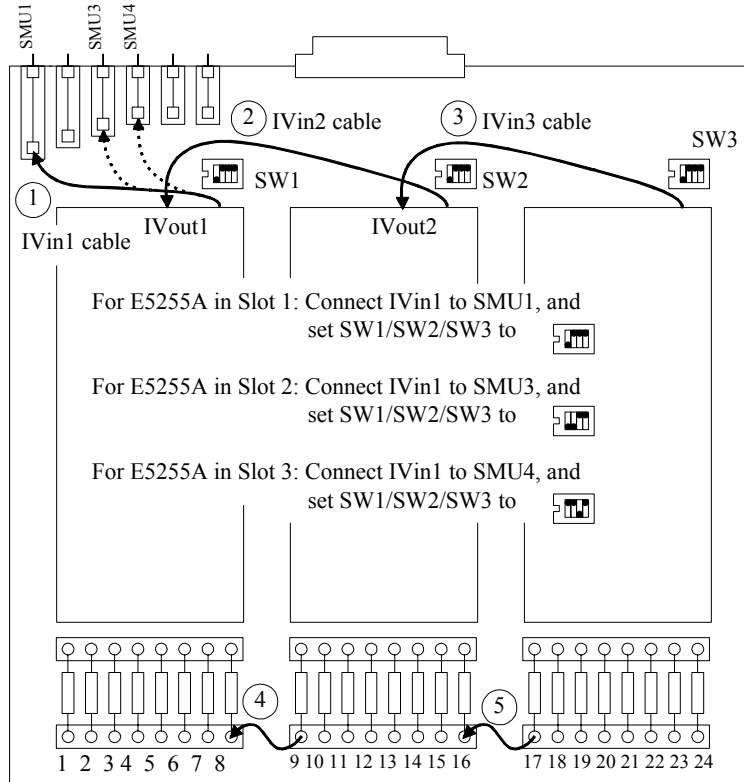 SMU1
SMU3
SMU4
2
IVin2 cable
3
IVin3 cable
SW3
1
SW1
SW2
IVout1
IVout2
IVin1 cable
For E5255A in Slot 1: Connect IVin1 to SMU1, and
set SW1/SW2/SW3 to
For E5255A in Slot 2: Connect IVin1 to SMU3, and
set SW1/SW2/SW3 to
For E5255A in Slot 3: Connect IVin1 to SMU4, and
set SW1/SW2/SW3 to
4
5
1 2 3 4 5 6 7 8
9 10 11 12 13 14 15 16
17 18 19 20 21 22 23 24